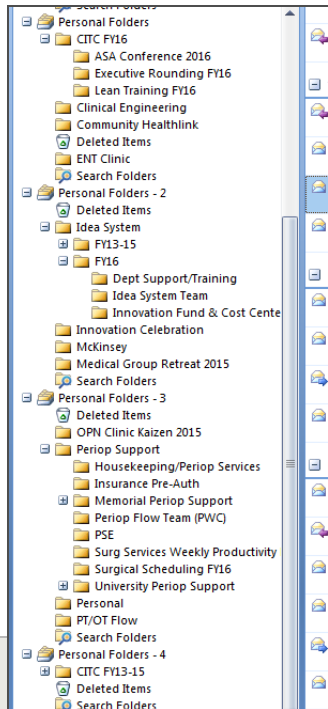 Search Folders
Personal Folders
CITC FY16
ASA Conference 2016
Executive Rounding FY16
Lean Training FY16
Clinical Engineering
Community Healthlink
Deleted Items
ENT Clinic
Search Folders
Personal Folders - 2
Deleted Items
Idea System
FY13-15
FY16
Dept Support/Training
Idea System Team
Innovation Fund & Cost Cente
Innovation Celebration
McKinsey
Medical Group Retreat 2015
Search Folders
Personal Folders - 3
Deleted Items
OPN Clinic Kaizen 2015
Periop Support
Housekeeping/Periop Services
Insurance Pre-Auth
Memorial Periop Support
Periop Flow Team (PWC)
PSE
Surg Services Weekly Productivity
Surgical Scheduling FY16
University Periop Support
Personal
PT/OT Flow
Search Folders
Personal Folders - 4
CITC FY13-15
Deleted Items
Search Folders